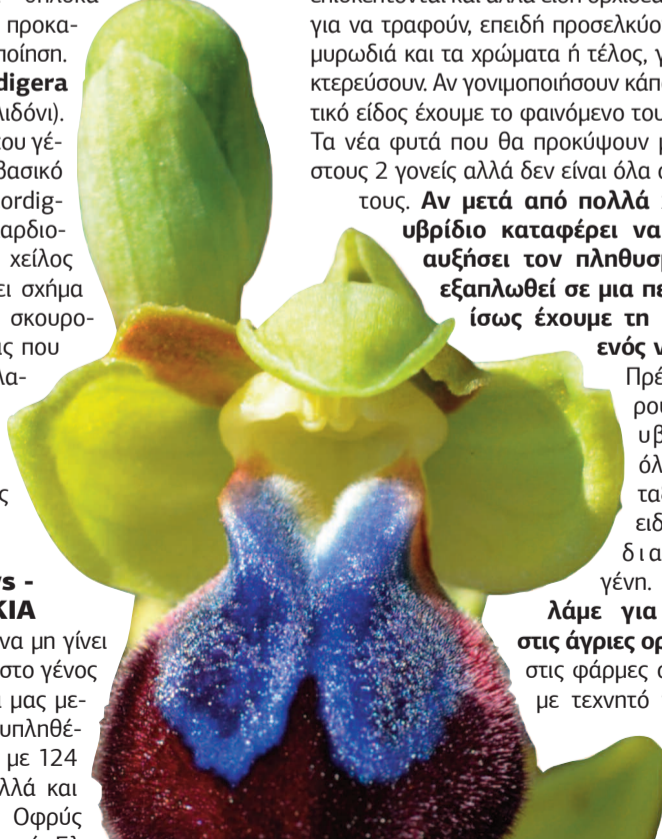 προκα-
ποίηση.
digera
λιδόνι).
του γέ-
βασικό
ordig-
αρδιο-
χείλος
ει σχήμα
σκουρο-
ις που
λα-
ς
/s -
ΚΙΑ
να μη γίνει
στο γένος
μας με-
υπληθέ-
με 124
λλά και
Οφρύς
για να τραφούν, επειδή προσελκύο
μυρωδιά και τα χρώματα ή τέλος, γ
κτερεύσουν. Αν γονιμοποιήσουν κάπ
τικό είδος έχουμε το φαινόμενο του
Τα νέα φυτά που θα προκύψουν μ
στους 2 γονείς αλλά δεν είναι όλα
τους. Αν μετά από πολλά
υβρίδιο καταφέρει να
αυξήσει τον πληθυσμ
εξαπλωθεί σε μια πε
ίσως έχουμε τη
ενός ν
Πρέ
ρου
υβ
όλ
τα
ειδ
δια
γένη.
λάμε για
στις άγριες ορ
στις φάρμες
με τεχνητό